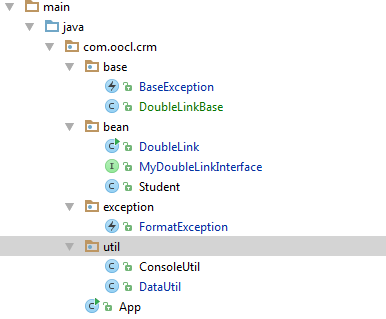 main
java
com.oocl.crm
base
BaseException
DoubleLinkBase
bean
DoubleLink
MyDoubleLinkInterface
Student
exception
FormatException
util
ConsoleUtil
DataUtil
App